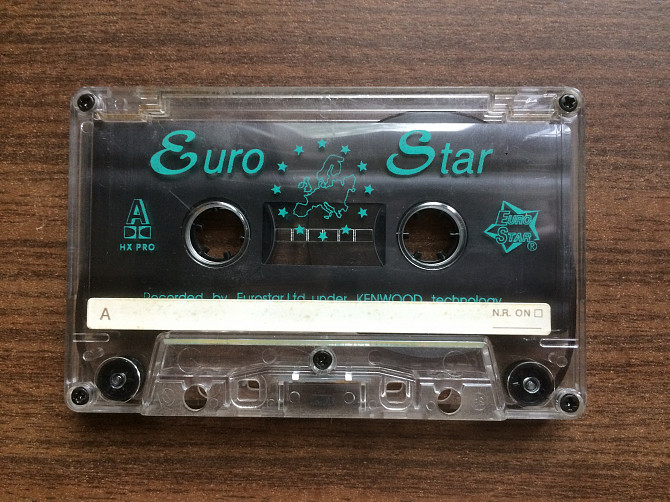 Euro Star
A
HX PRO
EURO
STAR ®
Recorded by Eurostar Ltd under KENWOOD technology
A N.R. ON